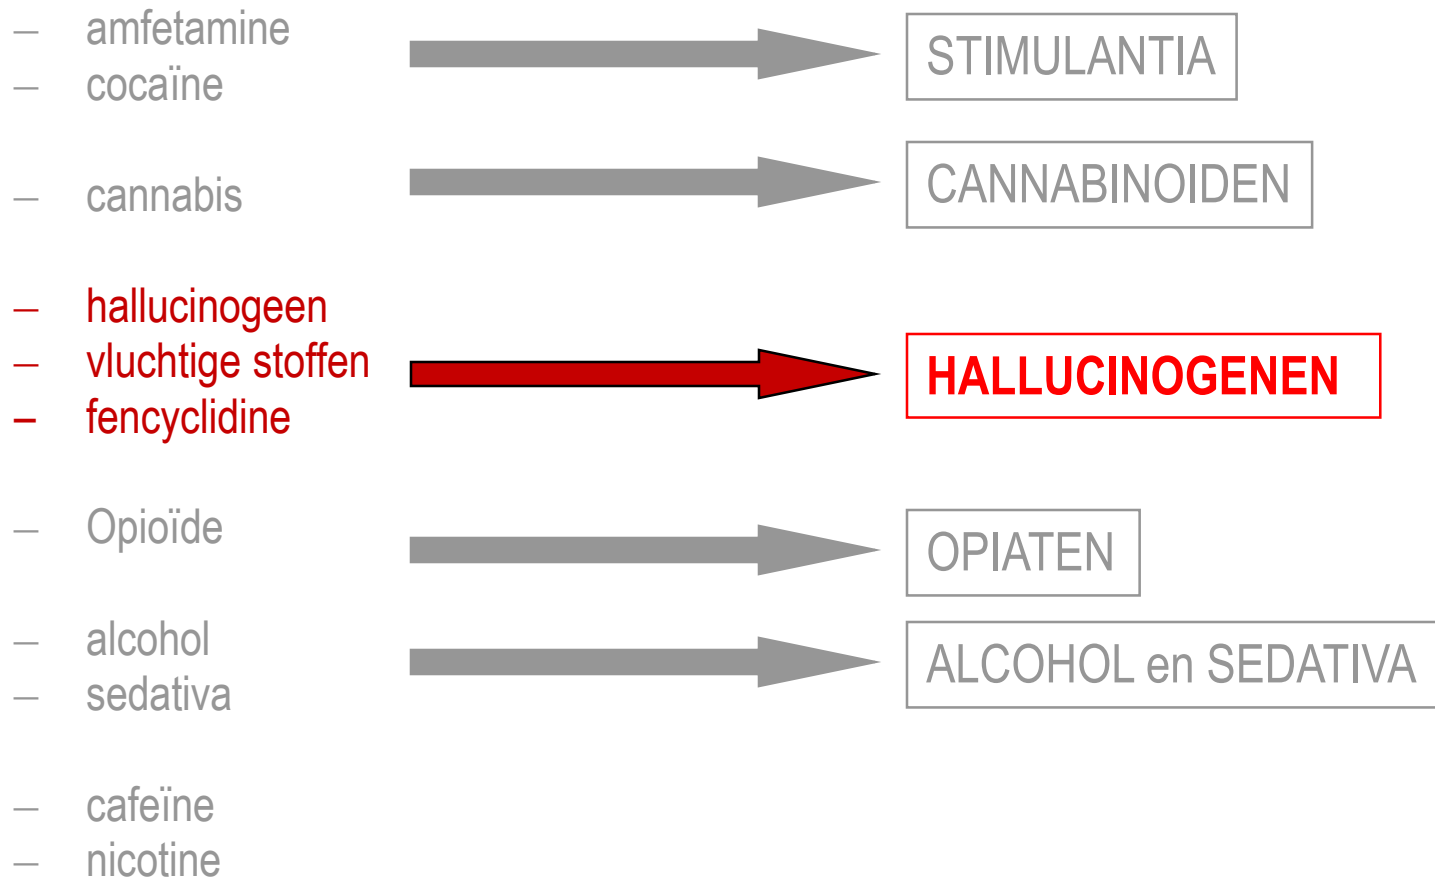 – amfetamine
– cocaïne
STIMULANTIA
– cannabis
CANNABINOIDEN
– hallucinogeen
– vluchtige stoffen
– fencyclidine
HALLUCINOGENEN
– Opioïde
OPIATEN
– alcohol
– sedativa
ALCOHOL en SEDATIVA
– cafeïne
– nicotine